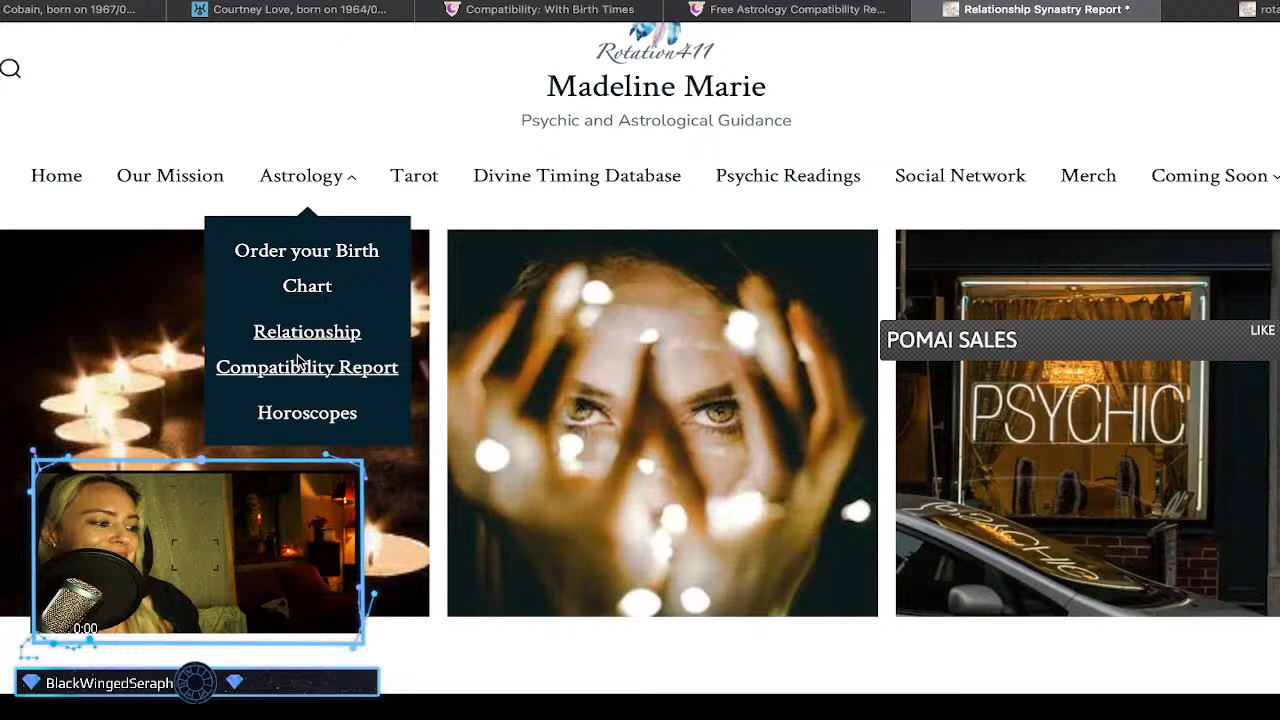 Cobain, born on 1967/0...
Courtney Love, born on 1964/0...
Compatibility: With Birth Times
Free Astrology Compatibility Re...
Relationship Synastry Report *
rota
Rotation411
Madeline Marie
Psychic and Astrological Guidance
Home
Our Mission
Astrology
Tarot
Divine Timing Database
Psychic Readings
Social Network
Merch
Coming Soon
Order your Birth
Chart
Relationship
Compatibility Report
Horoscopes
POMAI SALES
LIKE
PSYCHIC
PSYCHIC
0:00
BlackWingedSeraph